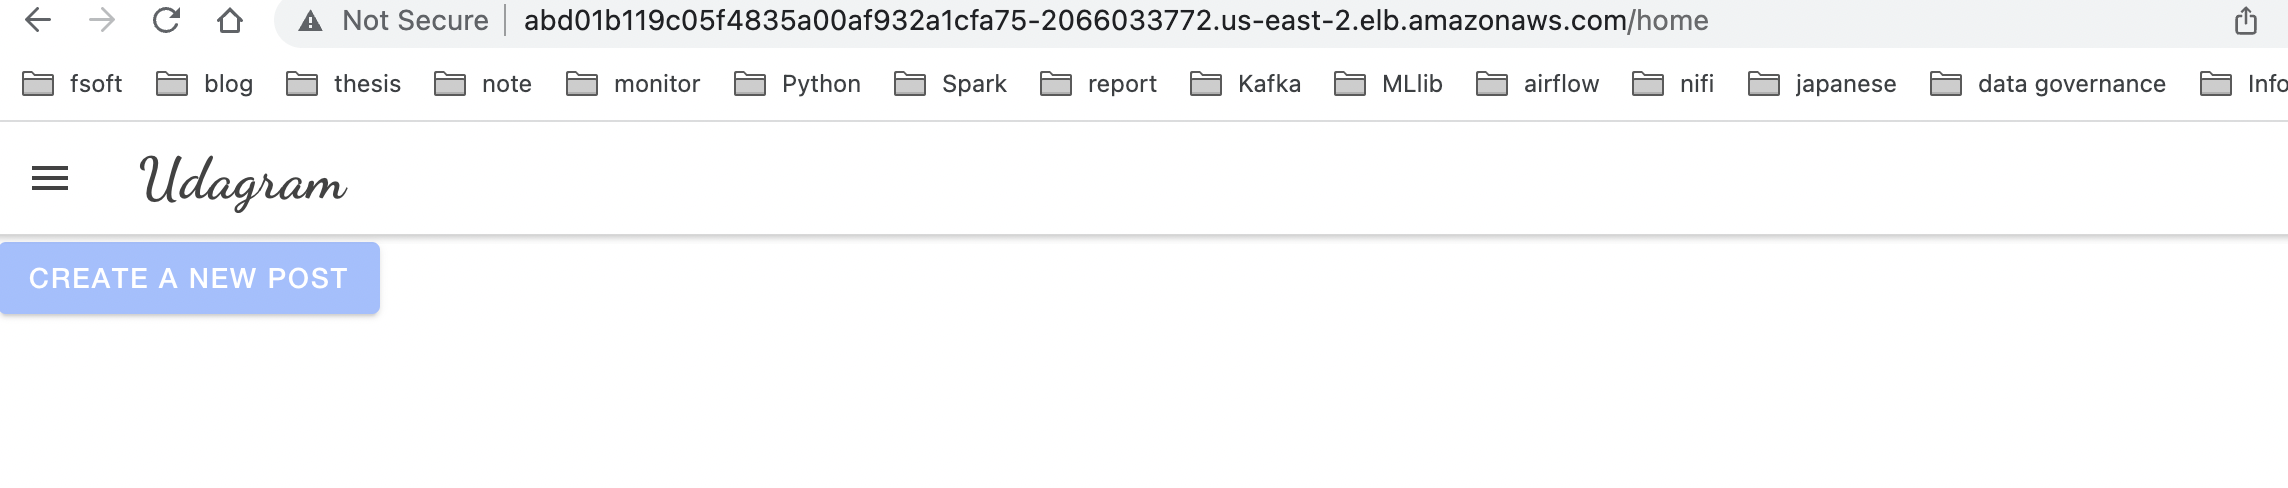 Not Secure abd01b119c05f4835a00af932a1cfa75-2066033772.us-east-2.elb.amazonaws.com/home
fsoft blog thesis note monitor Python Spark report Kafka MLlib airflow nifi japanese data governance Info
Udagram
CREATE A NEW POST